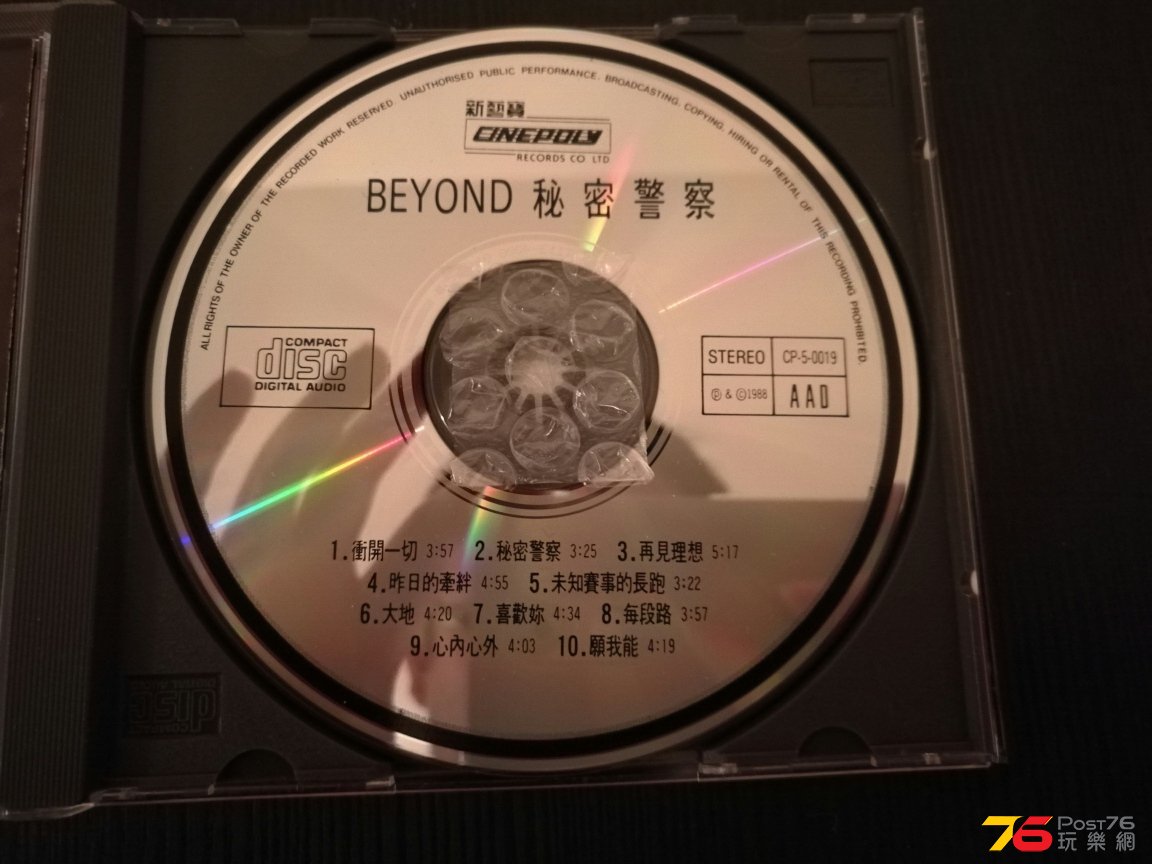 ALL RIGHTS OF THE OWNER OF THE RECORDED WORK RESERVED. UNAUTHORISED PUBLIC PERFORMANCE, BROADCASTING, COPYING, HIRING OR RENTAL OF THIS RECORDING PROHIBITED.
新藝寶
CINEPOLY
RECORDS CO LTD
BEYOND 秘密警察
COMPACT
disc
DIGITAL AUDIO
STEREO CP-5-0019
Ⓟ & ©1988 AAD
1.衝開一切 3:57 2.秘密警察 3:25 3.再見理想 5:17
4.昨日的牽絆 4:55 5.未知賽事的長跑 3:22
6.大地 4:20 7.喜歡妳 4:34 8.每段路 3:57
9.心內心外 4:03 10.願我能 4:19
disc
76 POST76
玩樂網